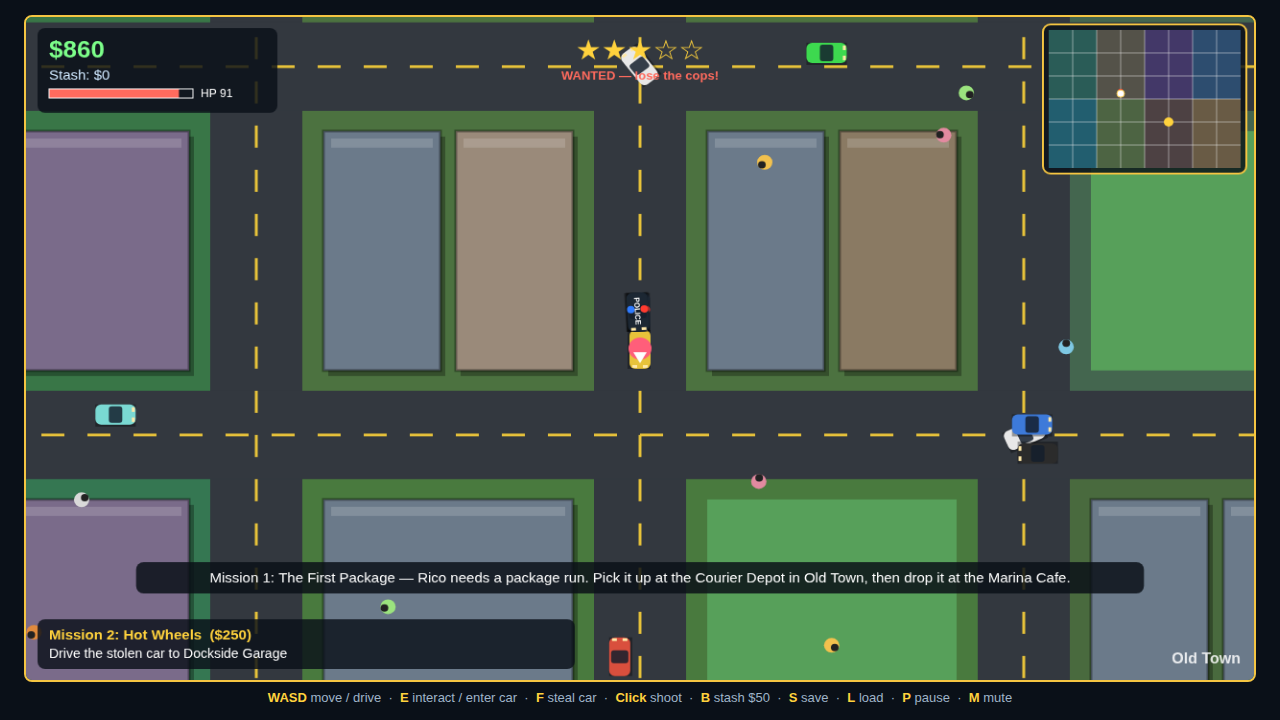 $860
Stash: $0
HP 91
★★★☆☆
WANTED — lose the cops!
POLICE
Mission 1: The First Package — Rico needs a package run. Pick it up at the Courier Depot in Old Town, then drop it at the Marina Cafe.
Mission 2: Hot Wheels ($250)
Drive the stolen car to Dockside Garage
Old Town
WASD move / drive · E interact / enter car · F steal car · Click shoot · B stash $50 · S save · L load · P pause · M mute